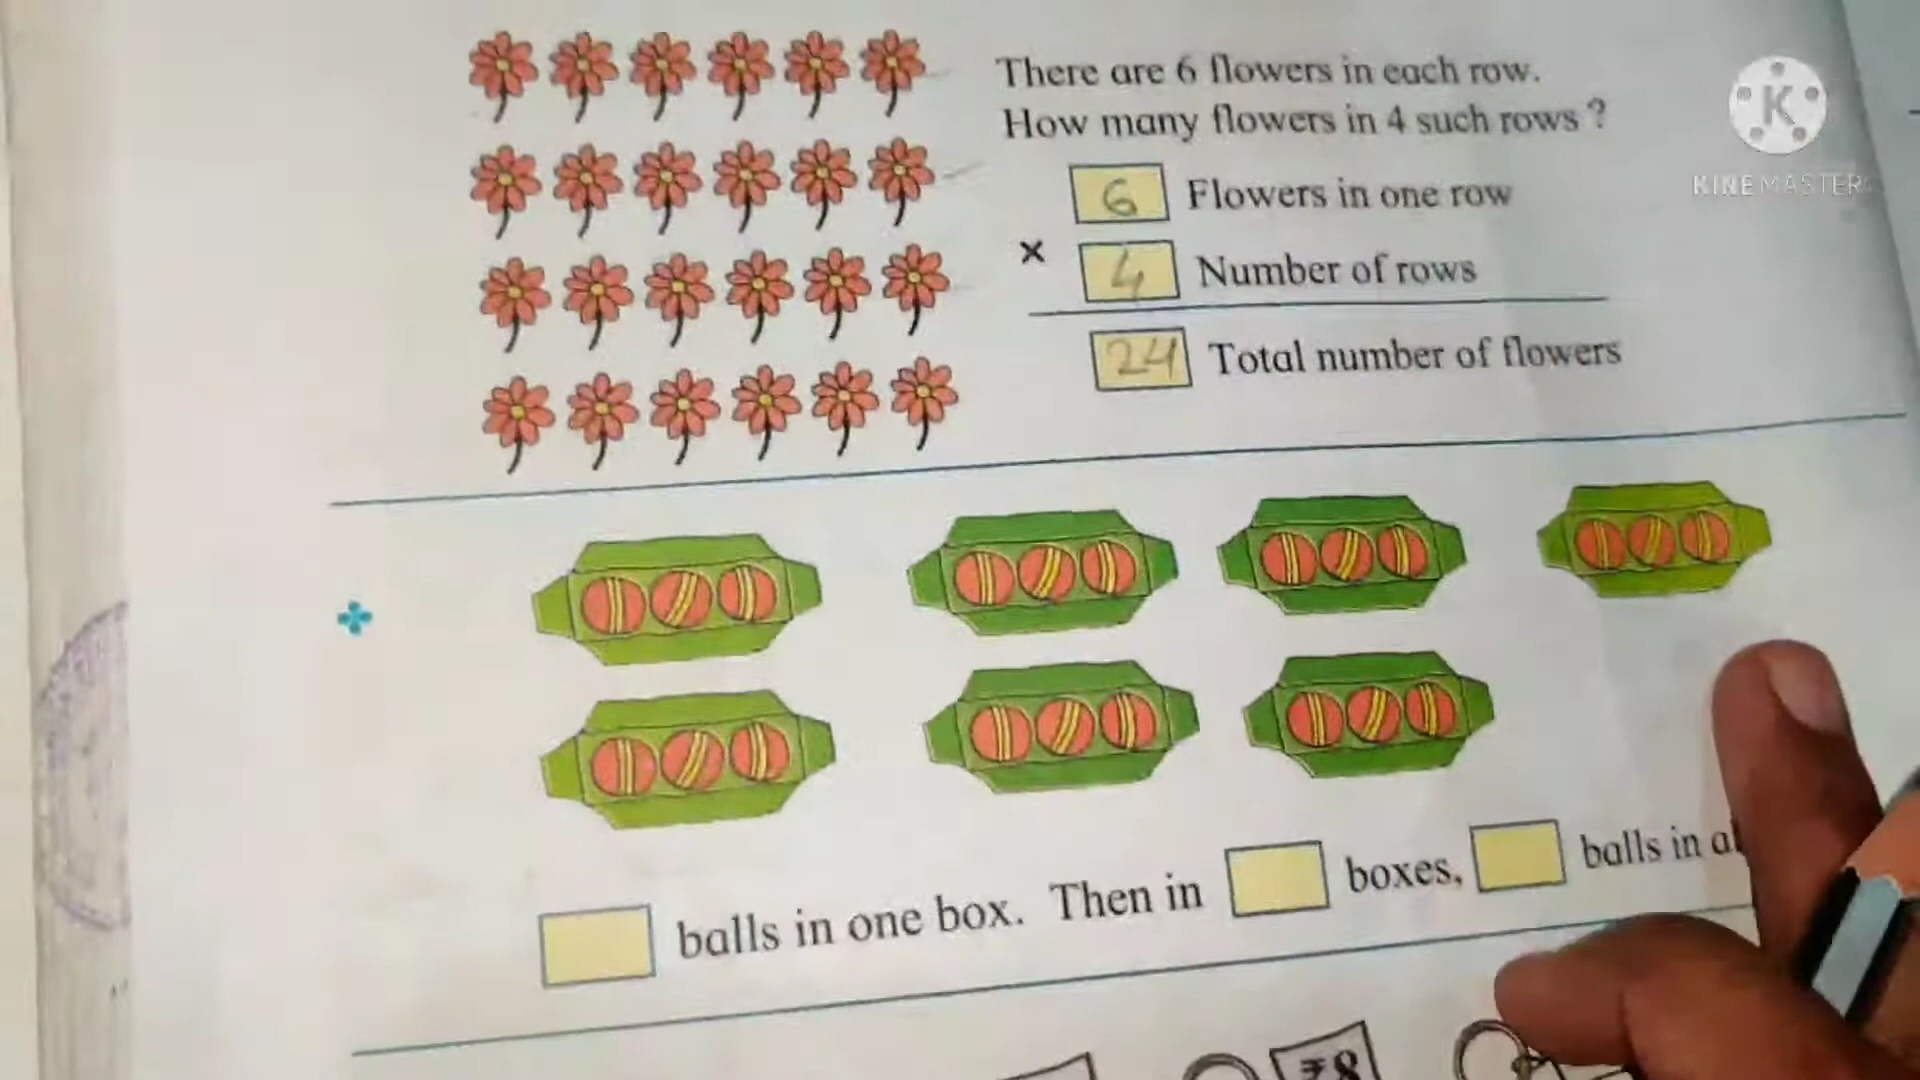 There are 6 flowers in each row.
How many flowers in 4 such rows ?
6 Flowers in one row
× 4 Number of rows
24 Total number of flowers
balls in one box. Then in boxes, balls in
₹8
K
KINEMASTER